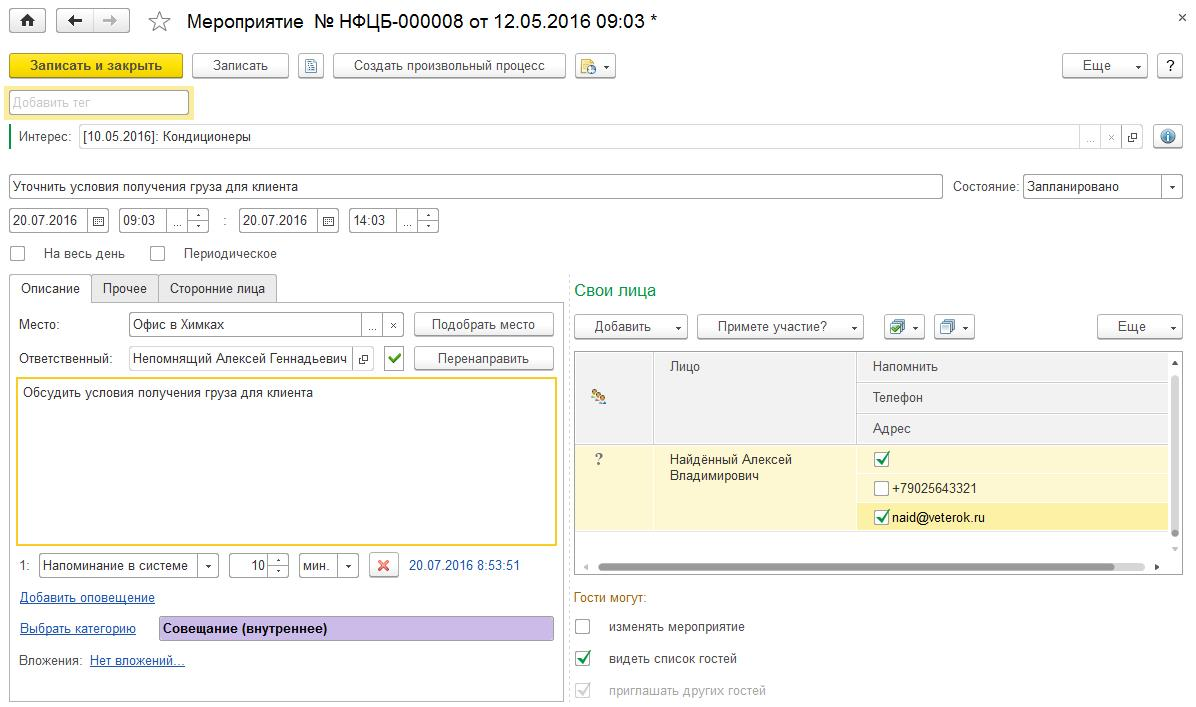 Мероприятие № НФЦБ-000008 от 12.05.2016 09:03 *
Записать и закрыть Записать Создать произвольный процесс Еще ?
Добавить тег
Интерес: [10.05.2016]: Кондиционеры ...
Уточнить условия получения груза для клиента Состояние: Запланировано
20.07.2016 09:03 ... : 20.07.2016 14:03 ...
На весь день Периодическое
Описание Прочее Сторонние лица
Место: Офис в Химках ... Подобрать место
Ответственный: Непомнящий Алексей Геннадьевич Перенаправить
Обсудить условия получения груза для клиента
1: Напоминание в системе 10 мин. 20.07.2016 8:53:51
Добавить оповещение
Выбрать категорию Совещание (внутреннее)
Вложения: Нет вложений...
Свои лица
Добавить Примете участие? Еще
Лицо Напомнить
Телефон
Адрес
? Найдённый Алексей
Владимирович
+79025643321
naid@veterok.ru
Гости могут:
изменять мероприятие
видеть список гостей
приглашать других гостей